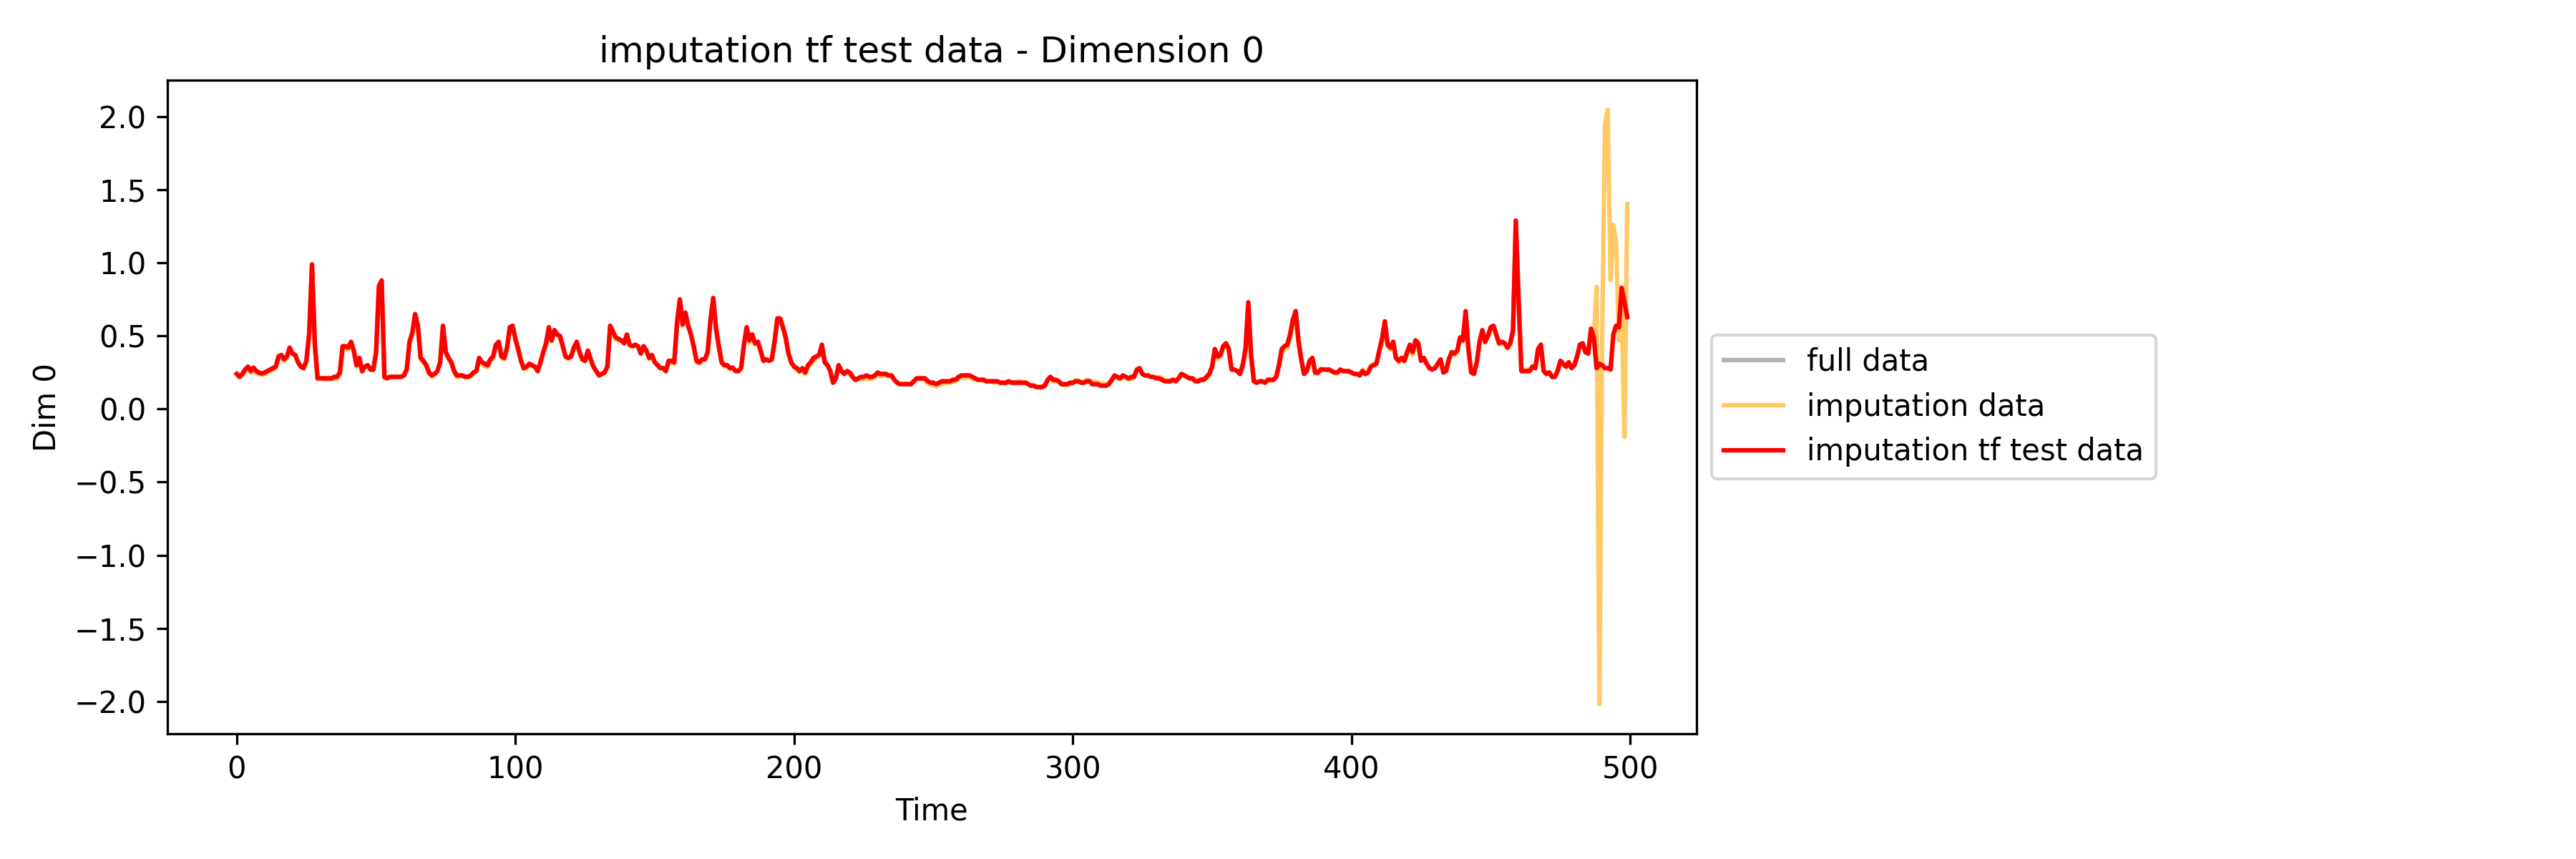 imputation tf test data - Dimension 0
2.0
1.5
1.0
0.5
0.0
−0.5
−1.0
−1.5
−2.0
Dim 0
0
100
200
300
400
500
Time
full data
imputation data
imputation tf test data